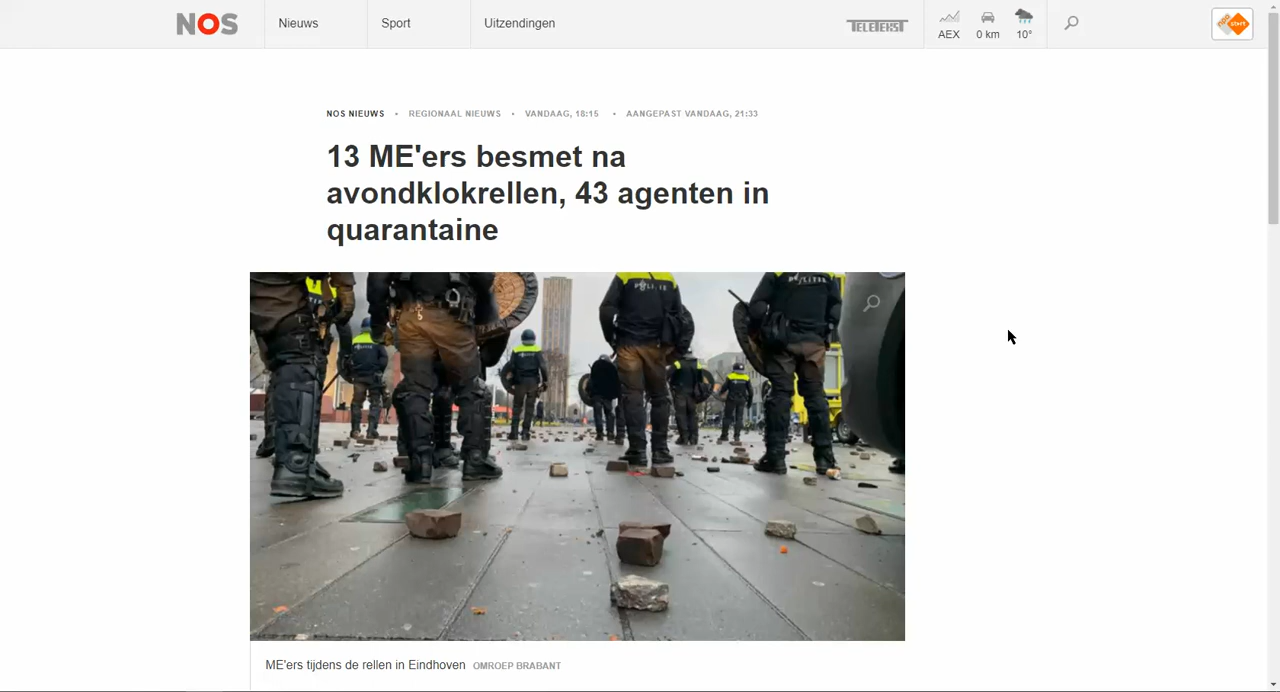 NOS
Nieuws
Sport
Uitzendingen
TELETEKST
AEX
0 km
10°
npo start
NOS NIEUWS • REGIONAAL NIEUWS • VANDAAG, 18:15 • AANGEPAST VANDAAG, 21:33
13 ME'ers besmet na
avondklokrellen, 43 agenten in
quarantaine
POLITIE
ME'ers tijdens de rellen in Eindhoven OMROEP BRABANT